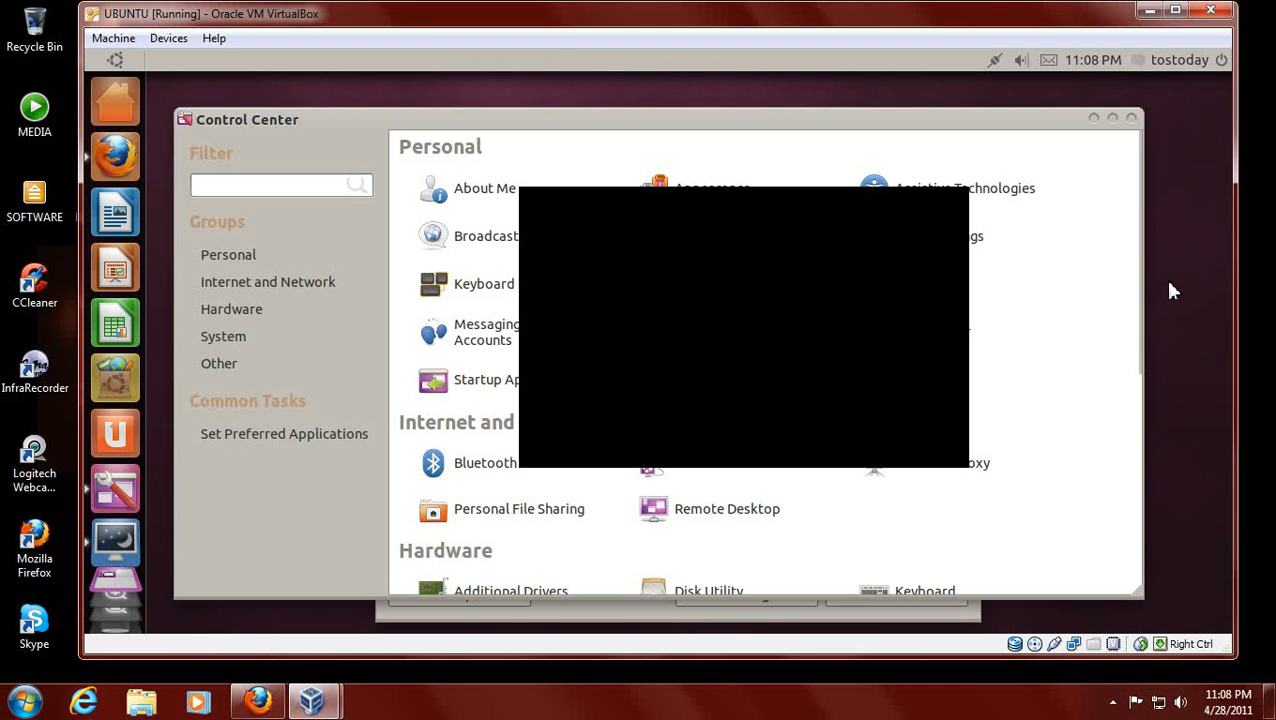 UBUNTU [Running] - Oracle VM VirtualBox
Machine Devices Help
11:08 PM tostoday
Recycle Bin
MEDIA
SOFTWARE
CCleaner
InfraRecorder
Logitech
Webca...
Mozilla
Firefox
Skype
Control Center
Filter
Groups
Personal
Internet and Network
Hardware
System
Other
Common Tasks
Set Preferred Applications
Personal
About Me Appearance Assistive Technologies
Broadcast
Keyboard
Messaging
Accounts
Startup Ap
Internet and
Bluetooth oxy
Personal File Sharing Remote Desktop
Hardware
Additional Drivers Disk Utility Keyboard
Right Ctrl
11:08 PM
4/28/2011